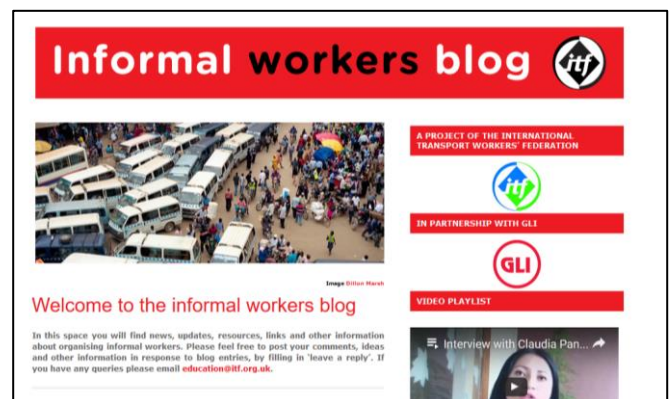 Informal workers blog itf
Image Dillon Marsh
Welcome to the informal workers blog
In this space you will find news, updates, resources, links and other information
about organising informal workers. Please feel free to post your comments, ideas
and other information in response to blog entries, by filling in 'leave a reply'. If
you have any queries please email education@itf.org.uk.
A PROJECT OF THE INTERNATIONAL
TRANSPORT WORKERS' FEDERATION
itf
IN PARTNERSHIP WITH GLI
GLI
VIDEO PLAYLIST
Interview with Claudia Pan...